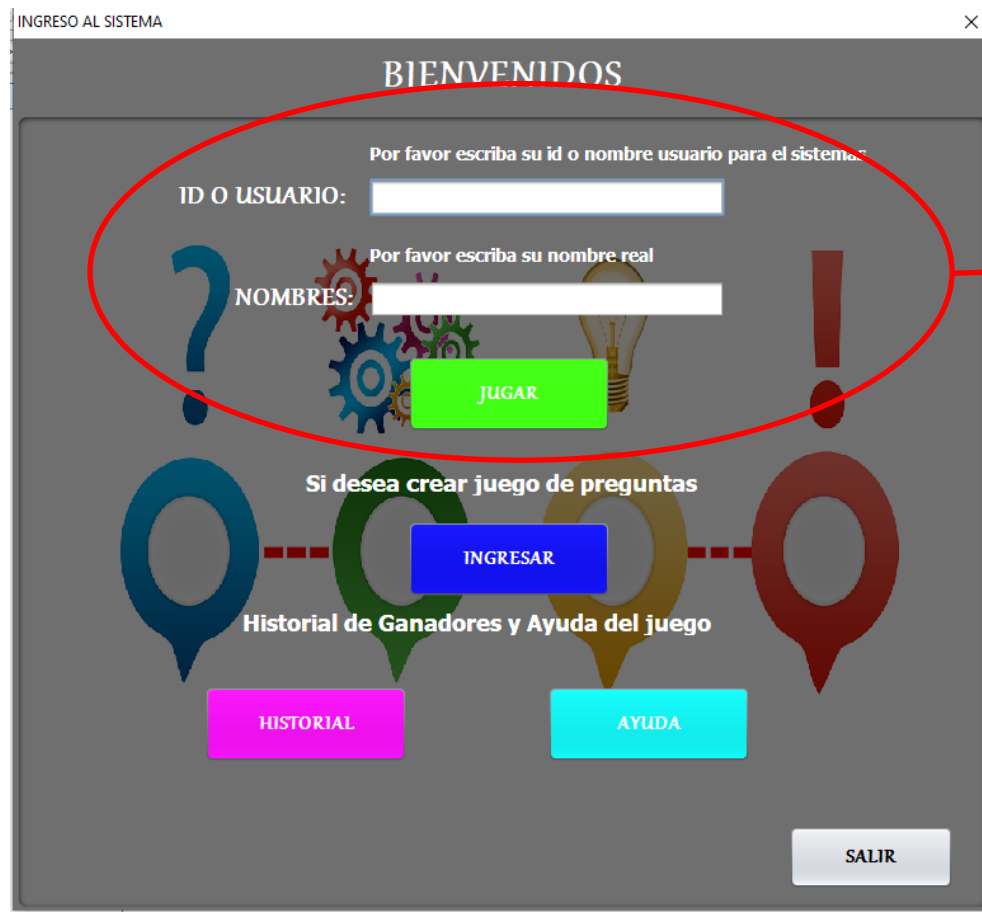 INGRESO AL SISTEMA
BIENVENIDOS
Por favor escriba su id o nombre usuario para el sistemas
ID O USUARIO:
Por favor escriba su nombre real
NOMBRES:
JUGAR
Si desea crear juego de preguntas
INGRESAR
Historial de Ganadores y Ayuda del juego
HISTORIAL AYUDA
SALIR